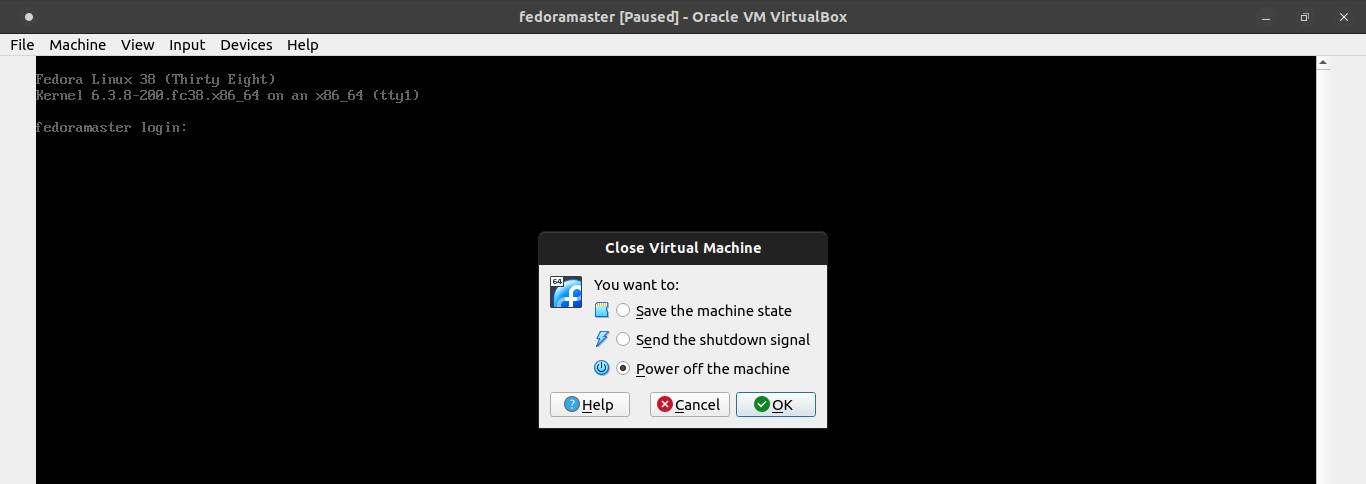 fedoramaster [Paused] - Oracle VM VirtualBox
File Machine View Input Devices Help
Fedora Linux 38 (Thirty Eight)
Kernel 6.3.8-200.fc38.x86_64 on an x86_64 (tty1)
fedoramaster login:
Close Virtual Machine
64
You want to:
Save the machine state
Send the shutdown signal
Power off the machine
Help Cancel OK